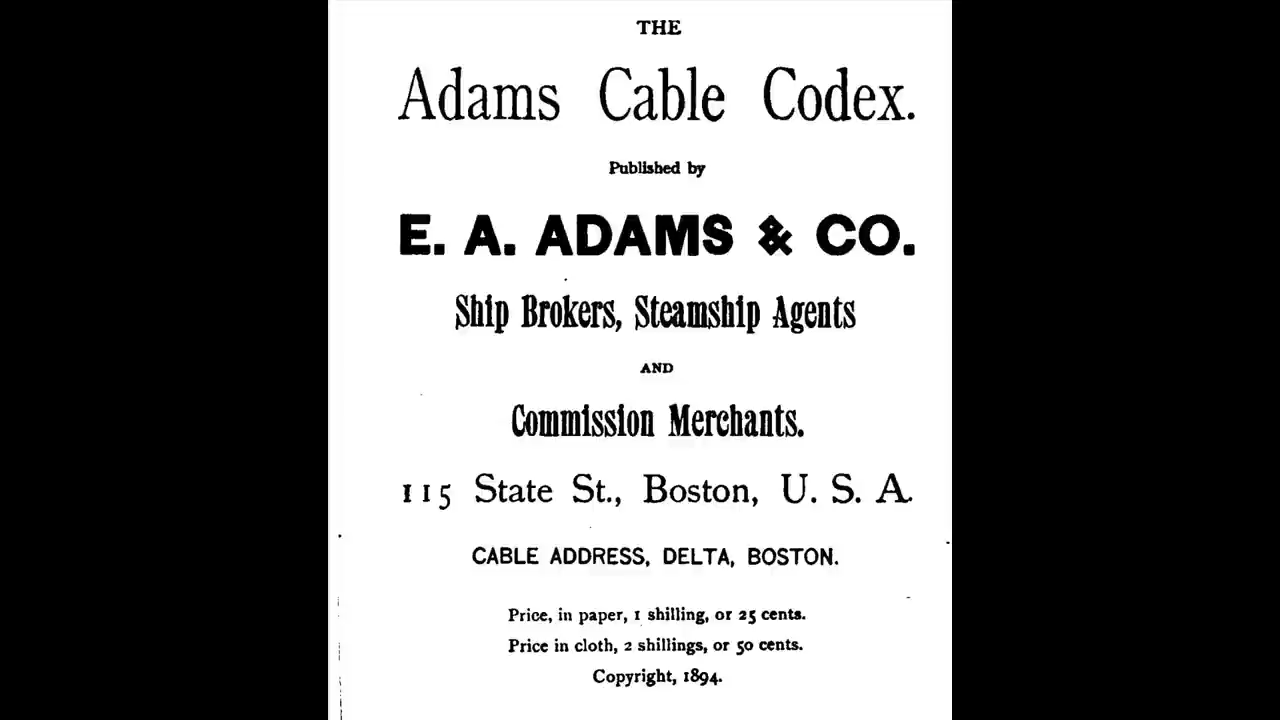 THE
Adams Cable Codex.
Published by
E. A. ADAMS & CO.
Ship Brokers, Steamship Agents
AND
Commission Merchants.
115 State St., Boston, U. S. A.
CABLE ADDRESS, DELTA, BOSTON.
Price, in paper, 1 shilling, or 25 cents.
Price in cloth, 2 shillings, or 50 cents.
Copyright, 1894.